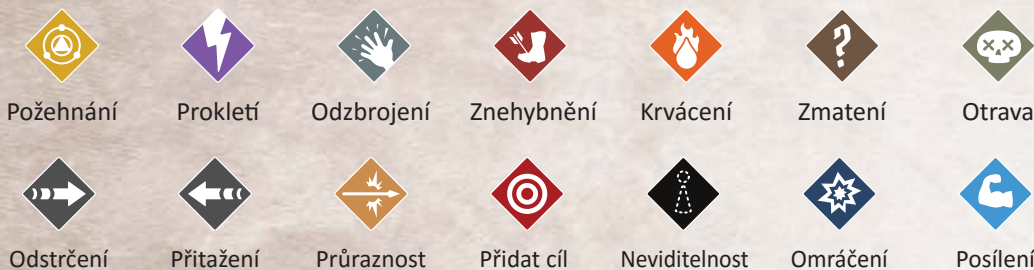 Požehnání Prokletí Odzbrojení Znehybnění Krvácení Zmatení Otrava
Odstrčení Přitažení Průraznost Přidat cíl Neviditelnost Omráčení Posílení